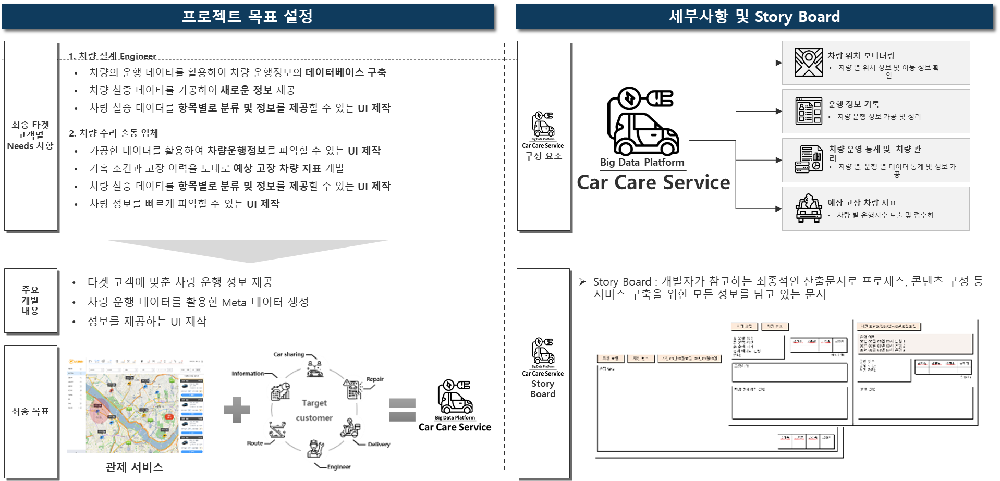 프로젝트 목표 설정
최종 타겟
고객별
Needs 사항
1. 차량 설계 Engineer
• 차량의 운행 데이터를 활용하여 차량 운행정보의 데이터베이스 구축
• 차량 실증 데이터를 가공하여 새로운 정보 제공
• 차량 실증 데이터를 항목별로 분류 및 정보를 제공할 수 있는 UI 제작
2. 차량 수리 출동 업체
• 가공한 데이터를 활용하여 차량운행정보를 파악할 수 있는 UI 제작
• 가혹 조건과 고장 이력을 토대로 예상 고장 차량 지표 개발
• 차량 실증 데이터를 항목별로 분류 및 정보를 제공할 수 있는 UI 제작
• 차량 정보를 빠르게 파악할 수 있는 UI 제작
주요
개발
내용
• 타겟 고객에 맞춘 차량 운행 정보 제공
• 차량 운행 데이터를 활용한 Meta 데이터 생성
• 정보를 제공하는 UI 제작
최종 목표
관제 서비스
Car sharing
Information
Repair
Target
customer
Route
Delivery
Engineer
Big Data Platform
Car Care Service
세부사항 및 Story Board
Big Data Platform
Car Care Service
구성 요소
Big Data Platform
Car Care Service
차량 위치 모니터링
• 차량 별 위치 정보 및 이동 정보 확
인
운행 정보 기록
• 차량 운행 정보 가공 및 정리
차량 운영 통계 및 차량 관
리
• 차량 별, 운행 별 데이터 통계 및 정보 가
공
예상 고장 차량 지표
• 차량 별 운행지수 도출 및 점수화
Big Data Platform
Car Care Service
Story
Board
➢ Story Board : 개발자가 참고하는 최종적인 산출문서로 프로세스, 콘텐츠 구성 등
서비스 구축을 위한 모든 정보를 담고 있는 문서